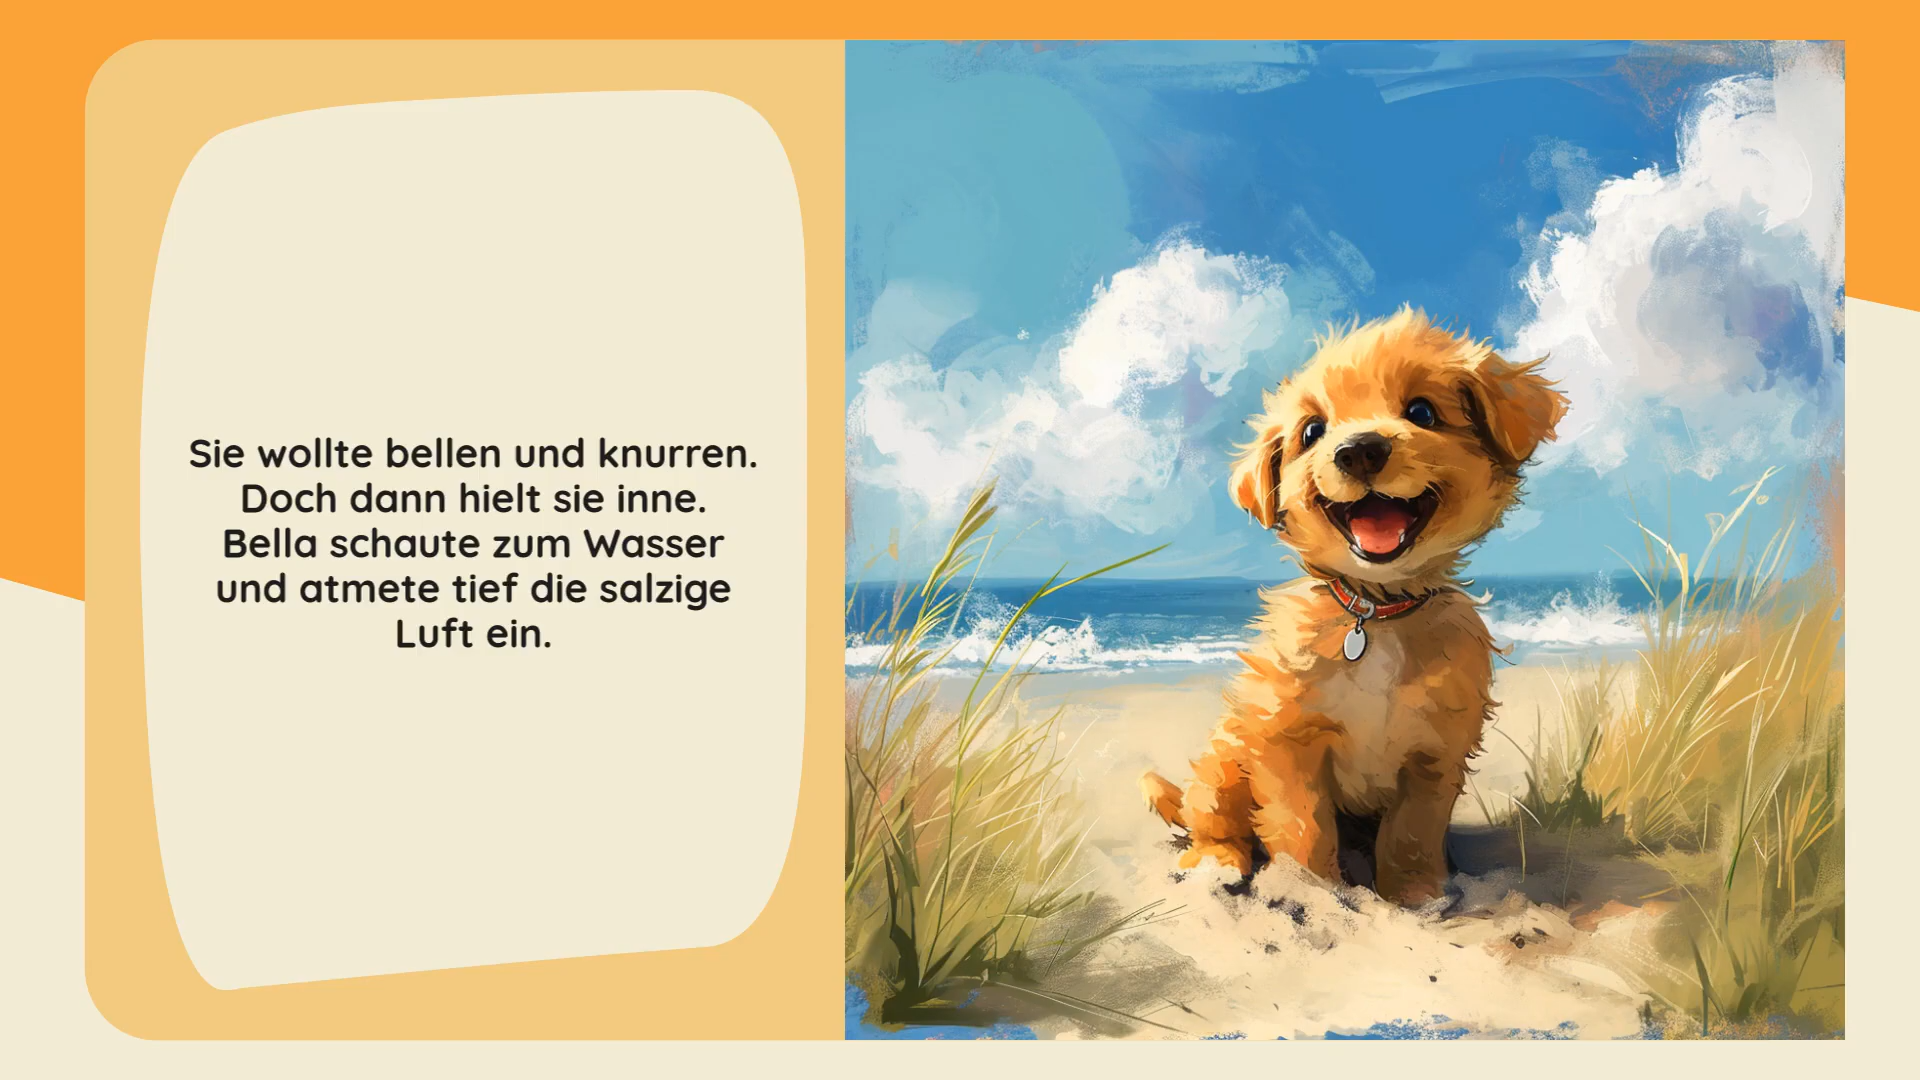 Sie wollte bellen und knurren.
Doch dann hielt sie inne.
Bella schaute zum Wasser
und atmete tief die salzige
Luft ein.